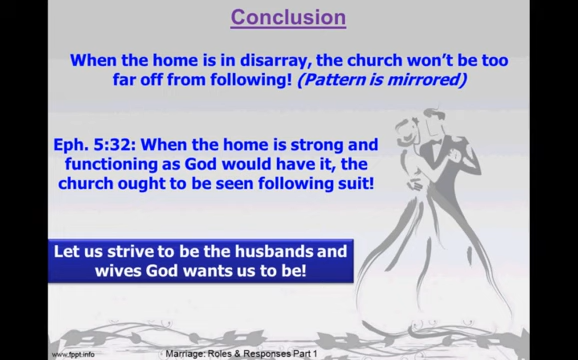 Conclusion
When the home is in disarray, the church won't be too
far off from following! (Pattern is mirrored)
Eph. 5:32: When the home is strong and
functioning as God would have it, the
church ought to be seen following suit!
Let us strive to be the husbands and
wives God wants us to be!
www.fppt.info
Marriage: Roles & Responses Part 1